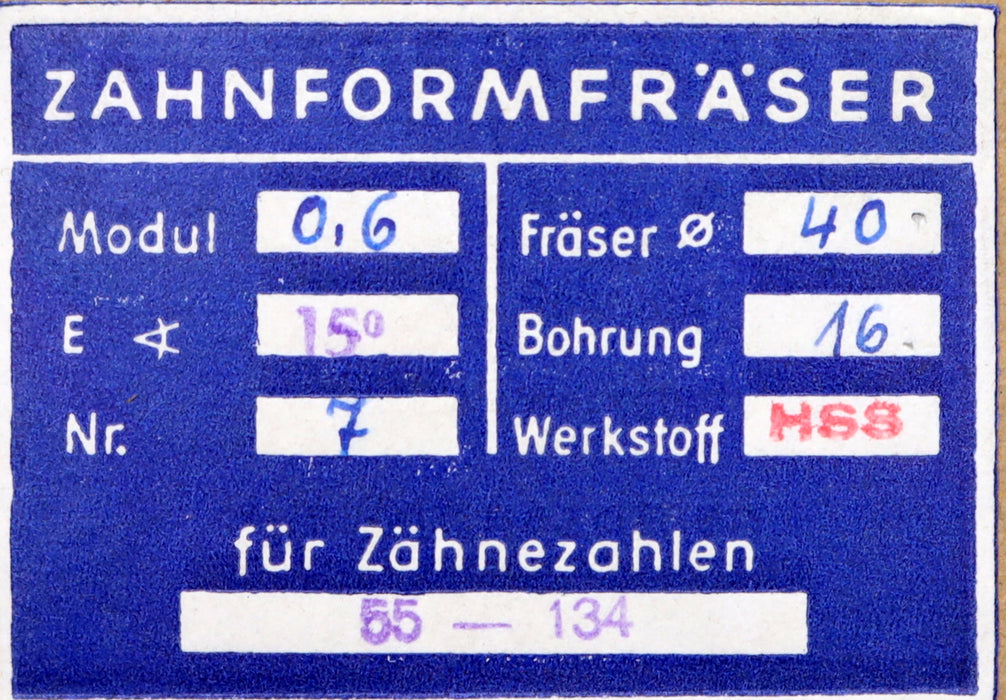 ZAHNFORMFRÄSER
Modul 0,6
E ∢ 15°
Nr. 7
Fräser ⌀ 40
Bohrung 16
Werkstoff HSS
für Zähnezahlen
55 — 134